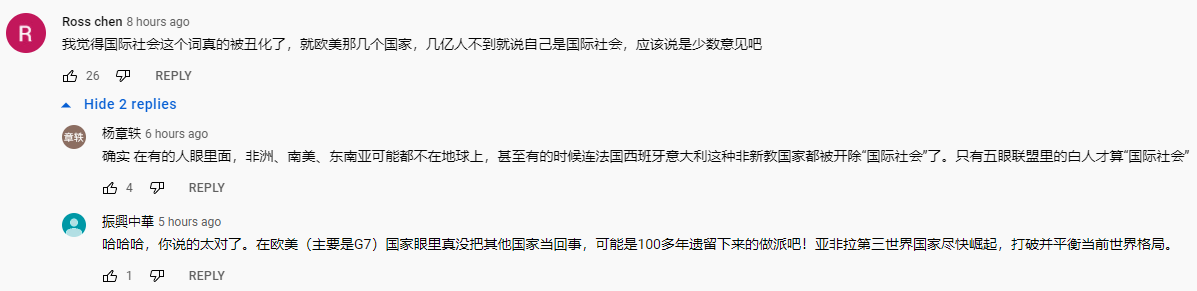 R
Ross chen 8 hours ago
我觉得国际社会这个词真的被丑化了，就欧美那几个国家，几亿人不到就说自己是国际社会，应该说是少数意见吧
26 REPLY
Hide 2 replies
章轶
杨章轶 6 hours ago
确实 在有的人眼里面，非洲、南美、东南亚可能都不在地球上，甚至有的时候连法国西班牙意大利这种非新教国家都被开除“国际社会”了。只有五眼联盟里的白人才算“国际社会”
4 REPLY
振興中華 5 hours ago
哈哈哈，你说的太对了。在欧美（主要是G7）国家眼里真没把其他国家当回事，可能是100多年遗留下来的做派吧！亚非拉第三世界国家尽快崛起，打破并平衡当前世界格局。
1 REPLY